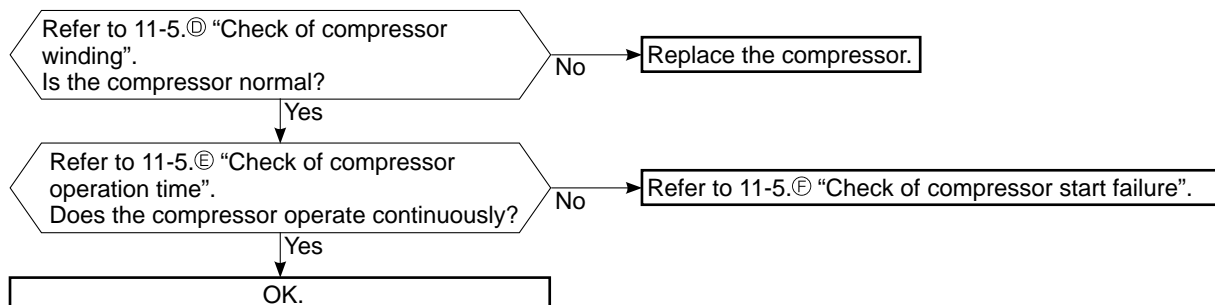 Refer to 11-5.Ⓓ “Check of compressor
winding”.
Is the compressor normal?
No
Replace the compressor.
Yes
Refer to 11-5.Ⓔ “Check of compressor
operation time”.
Does the compressor operate continuously?
No
Refer to 11-5.Ⓕ “Check of compressor start failure”.
Yes
OK.